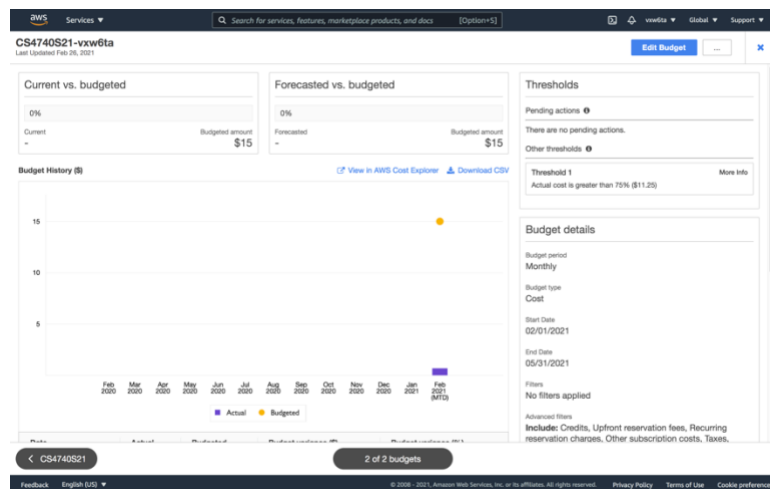 aws Services ▼ Search for services, features, marketplace products, and docs [Option+S] vxw6ta ▼ Global ▼ Support ▼
CS4740S21-vxw6ta
Last Updated Feb 26, 2021
Edit Budget ... ×
Current vs. budgeted
0%
Current Budgeted amount
- $15
Forecasted vs. budgeted
0%
Forecasted Budgeted amount
- $15
Budget History ($) View in AWS Cost Explorer Download CSV
15
10
5
Feb 2020 Mar 2020 Apr 2020 May 2020 Jun 2020 Jul 2020 Aug 2020 Sep 2020 Oct 2020 Nov 2020 Dec 2020 Jan 2021 Feb 2021 (MTD)
Actual Budgeted
Date Actual Budgeted Budget variance ($) Budget variance (%)
Thresholds
Pending actions
There are no pending actions.
Other thresholds
Threshold 1 More Info
Actual cost is greater than 75% ($11.25)
Budget details
Budget period
Monthly
Budget type
Cost
Start Date
02/01/2021
End Date
05/31/2021
Filters
No filters applied
Advanced filters
Include: Credits, Upfront reservation fees, Recurring
reservation charges, Other subscription costs, Taxes,
< CS4740S21 2 of 2 budgets
Feedback English (US) ▼ © 2008 - 2021, Amazon Web Services, Inc. or its affiliates. All rights reserved. Privacy Policy Terms of Use Cookie preference